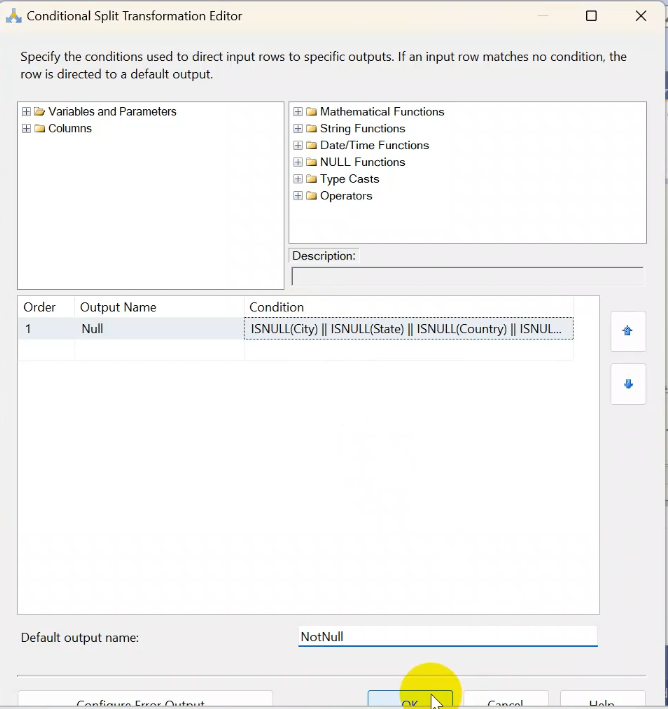 Conditional Split Transformation Editor
Specify the conditions used to direct input rows to specific outputs. If an input row matches no condition, the
row is directed to a default output.
Variables and Parameters
Columns
Mathematical Functions
String Functions
Date/Time Functions
NULL Functions
Type Casts
Operators
Description:
Order Output Name Condition
1 Null ISNULL(City) || ISNULL(State) || ISNULL(Country) || ISNUL...
Default output name: NotNull
Configure Error Output... OK Cancel Help